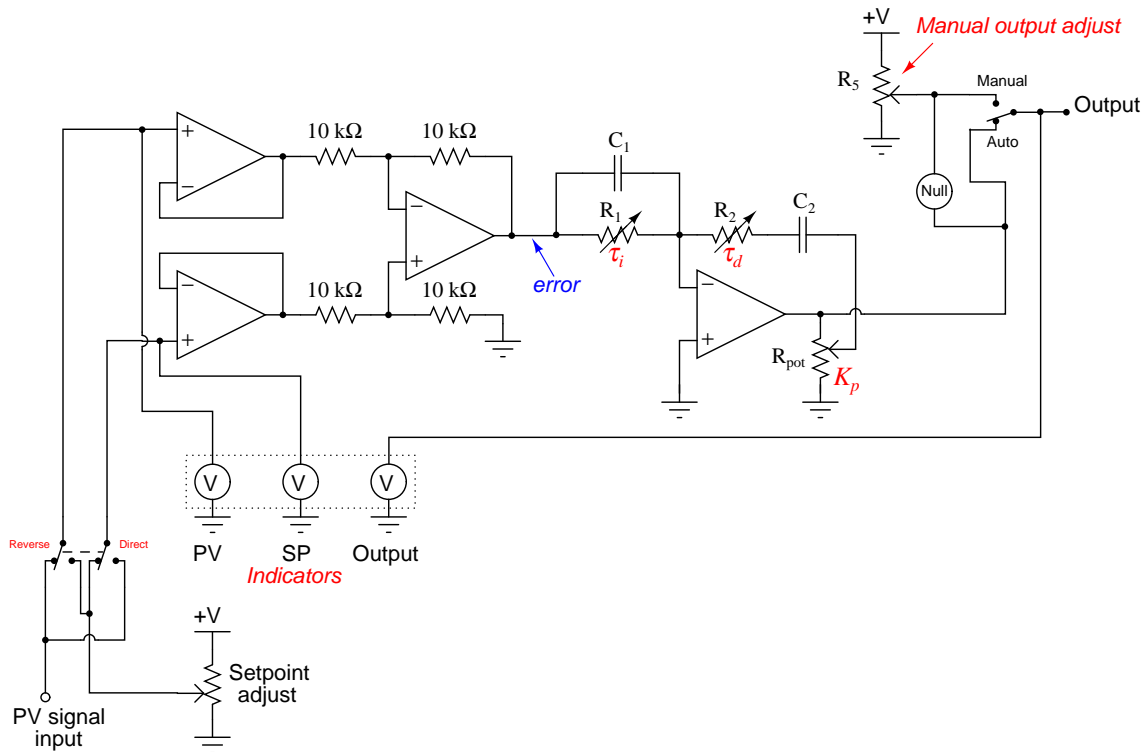 +V
Manual output adjust
R5
Manual
Output
Auto
Null
10 kΩ
10 kΩ
C1
R1
τi
R2
τd
C2
+
−
−
+
error
−
+
10 kΩ
10 kΩ
−
+
Rpot
Kp
V
V
V
PV
SP
Output
Indicators
Reverse
Direct
+V
Setpoint
adjust
PV signal
input